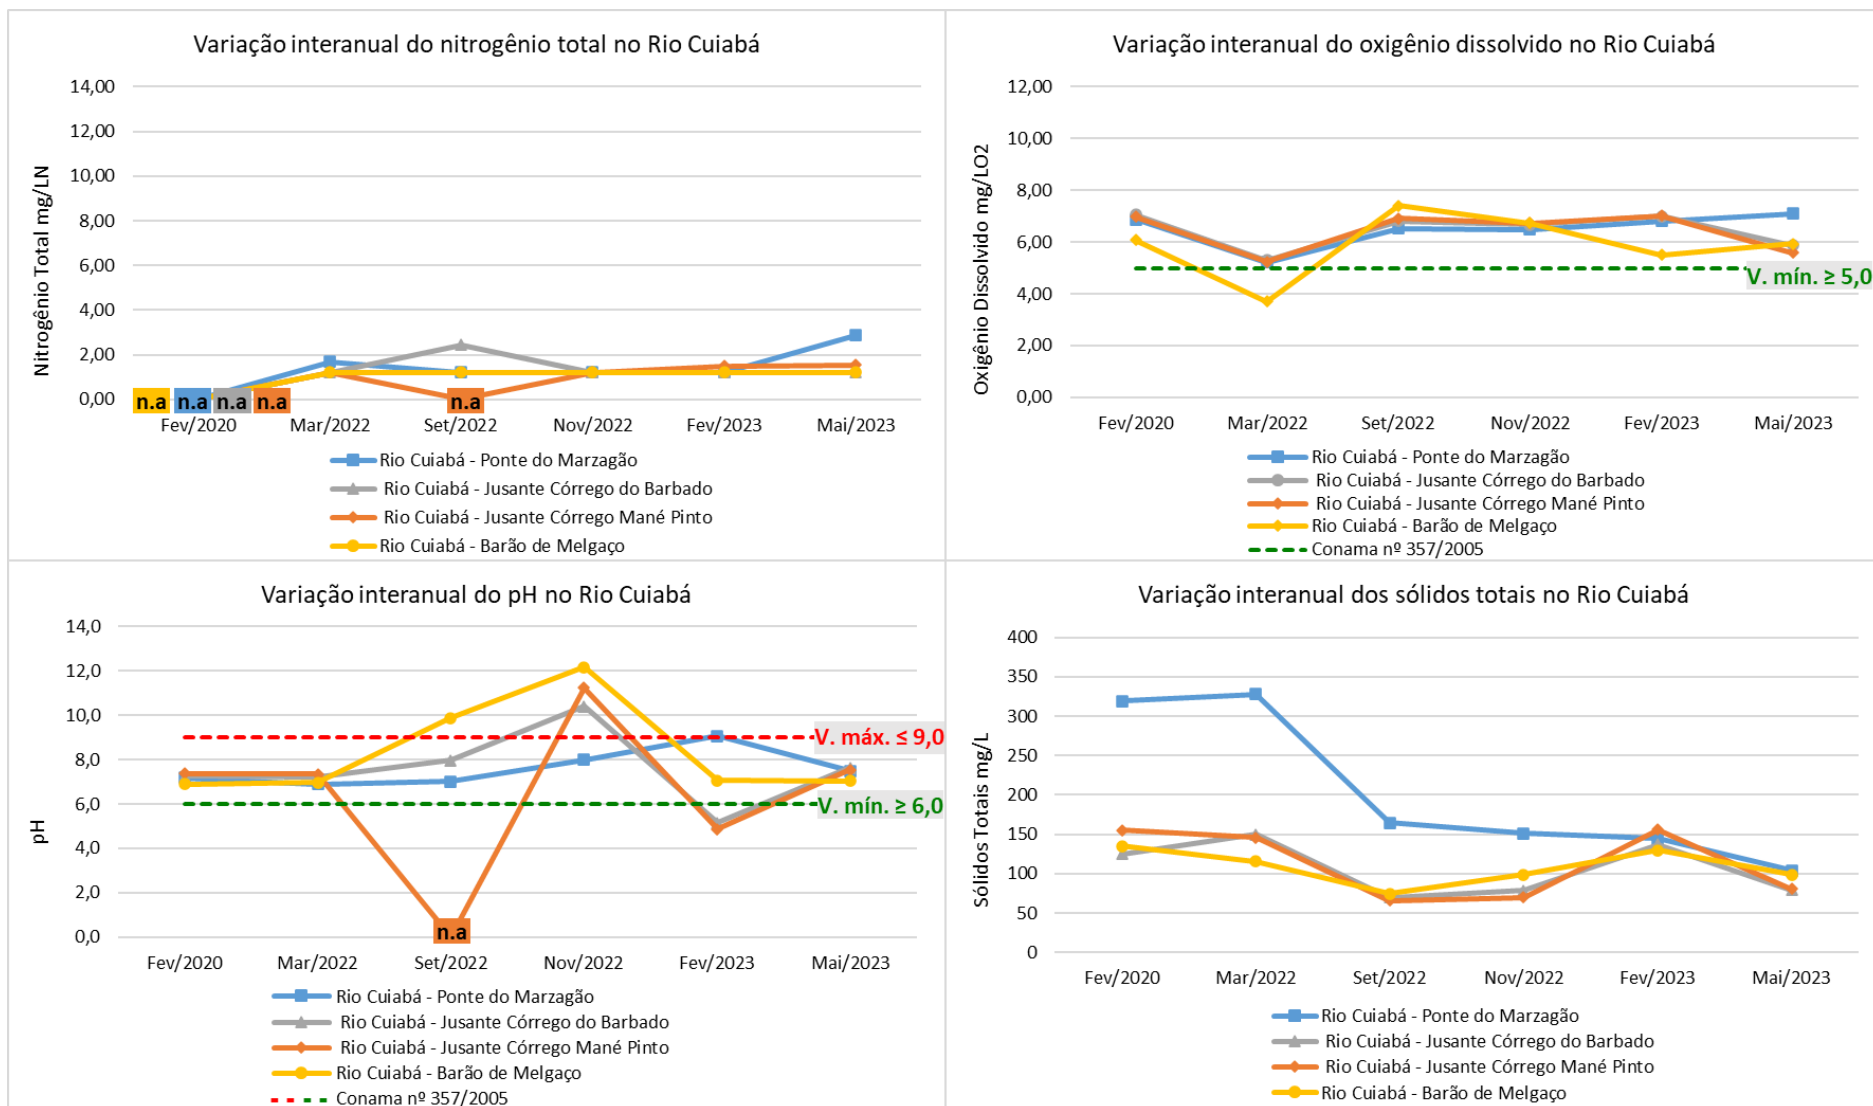 Variação interanual do nitrogênio total no Rio Cuiabá
Nitrogênio Total mg/LN
14,00
12,00
10,00
8,00
6,00
4,00
2,00
0,00
n.a
n.a
n.a
n.a
n.a
Fev/2020
Mar/2022
Set/2022
Nov/2022
Fev/2023
Mai/2023
Rio Cuiabá - Ponte do Marzagão
Rio Cuiabá - Jusante Córrego do Barbado
Rio Cuiabá - Jusante Córrego Mané Pinto
Rio Cuiabá - Barão de Melgaço
Variação interanual do oxigênio dissolvido no Rio Cuiabá
Oxigênio Dissolvido mg/LO2
12,00
10,00
8,00
6,00
4,00
2,00
0,00
V. mín. ≥ 5,0
Fev/2020
Mar/2022
Set/2022
Nov/2022
Fev/2023
Mai/2023
Rio Cuiabá - Ponte do Marzagão
Rio Cuiabá - Jusante Córrego do Barbado
Rio Cuiabá - Jusante Córrego Mané Pinto
Rio Cuiabá - Barão de Melgaço
Conama nº 357/2005
Variação interanual do pH no Rio Cuiabá
pH
14,0
12,0
10,0
8,0
6,0
4,0
2,0
0,0
V. máx. ≤ 9,0
V. mín. ≥ 6,0
n.a
Fev/2020
Mar/2022
Set/2022
Nov/2022
Fev/2023
Mai/2023
Rio Cuiabá - Ponte do Marzagão
Rio Cuiabá - Jusante Córrego do Barbado
Rio Cuiabá - Jusante Córrego Mané Pinto
Rio Cuiabá - Barão de Melgaço
Conama nº 357/2005
Variação interanual dos sólidos totais no Rio Cuiabá
Sólidos Totais mg/L
400
350
300
250
200
150
100
50
0
Fev/2020
Mar/2022
Set/2022
Nov/2022
Fev/2023
Mai/2023
Rio Cuiabá - Ponte do Marzagão
Rio Cuiabá - Jusante Córrego do Barbado
Rio Cuiabá - Jusante Córrego Mané Pinto
Rio Cuiabá - Barão de Melgaço